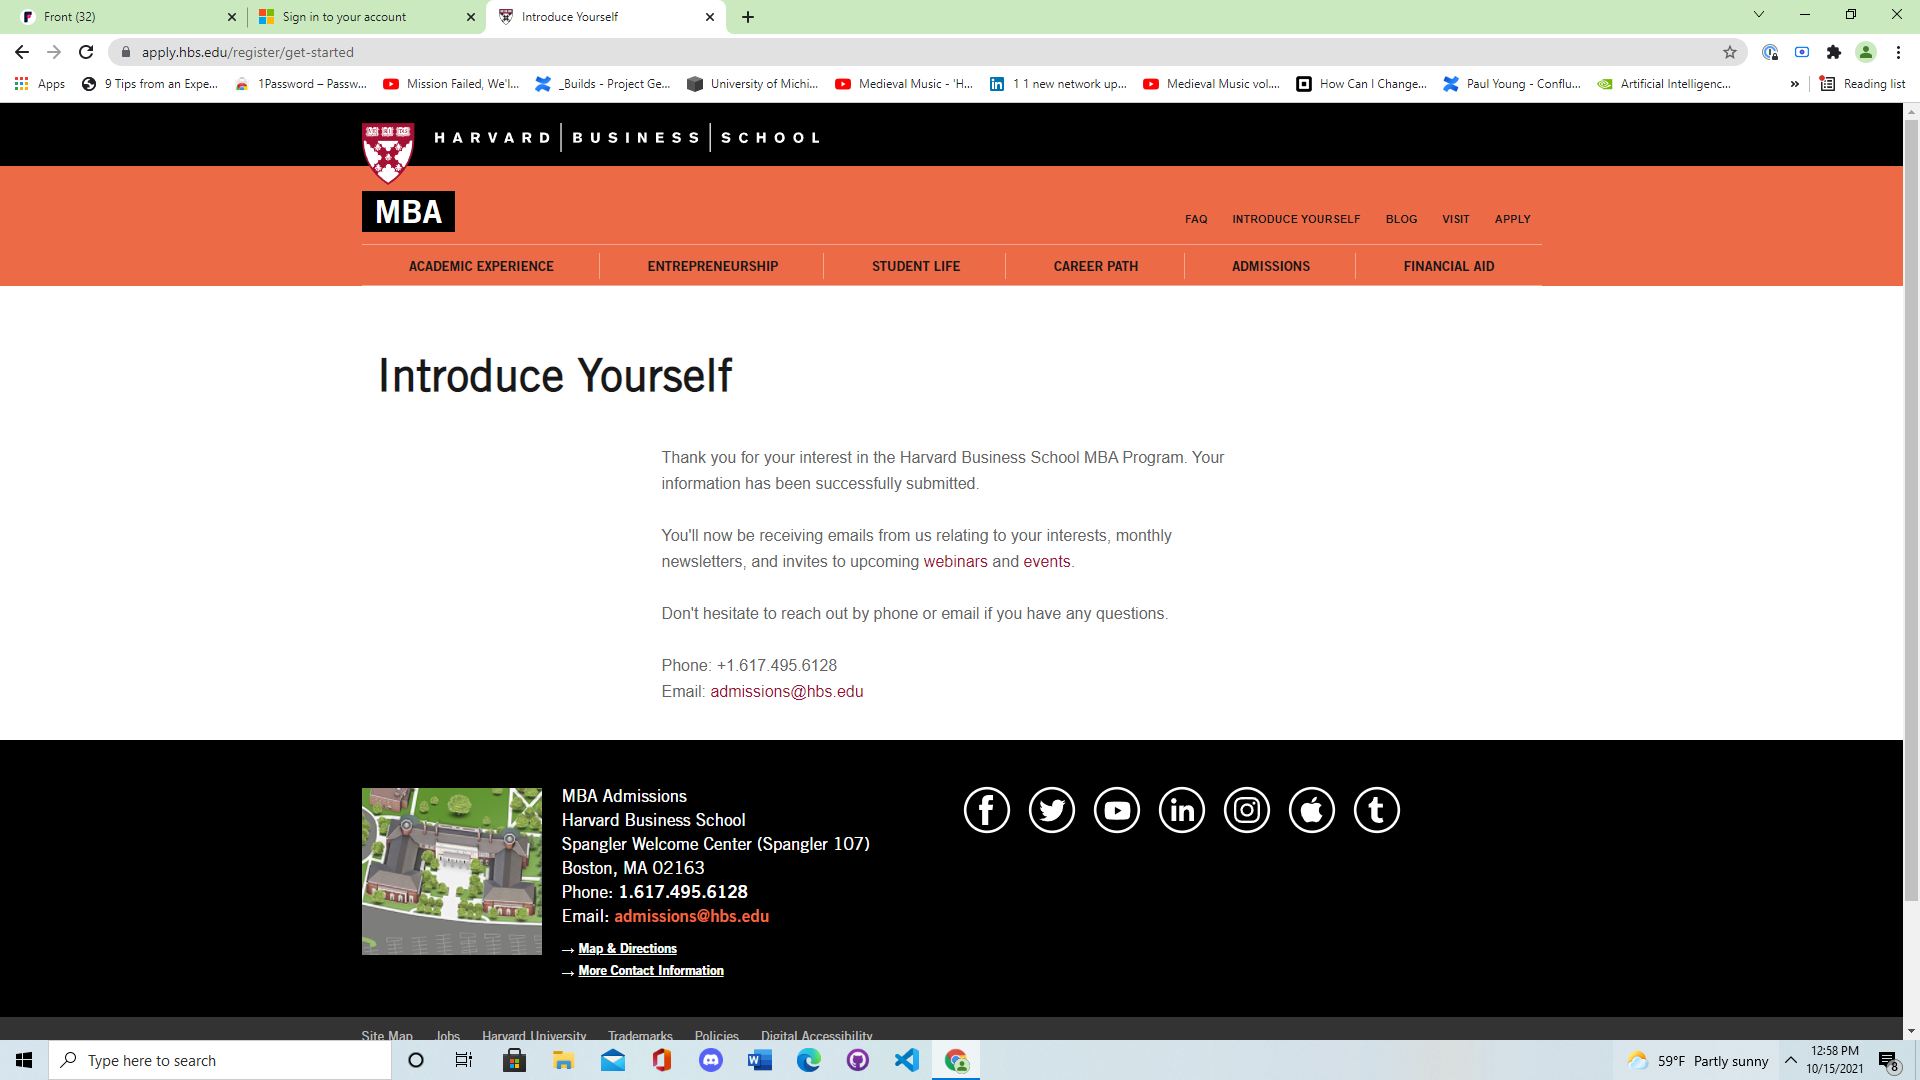 Front (32)
Sign in to your account
Introduce Yourself
apply.hbs.edu/register/get-started
Apps
9 Tips from an Expe...
1Password – Passw...
Mission Failed, We'l...
_Builds - Project Ge...
University of Michi...
Medieval Music - 'H...
1 1 new network up...
Medieval Music vol....
How Can I Change...
Paul Young - Conflu...
Artificial Intelligenc...
»
Reading list
HARVARD | BUSINESS | SCHOOL
MBA
FAQ
INTRODUCE YOURSELF
BLOG
VISIT
APPLY
ACADEMIC EXPERIENCE
ENTREPRENEURSHIP
STUDENT LIFE
CAREER PATH
ADMISSIONS
FINANCIAL AID
Introduce Yourself
Thank you for your interest in the Harvard Business School MBA Program. Your
information has been successfully submitted.
You'll now be receiving emails from us relating to your interests, monthly
newsletters, and invites to upcoming webinars and events.
Don't hesitate to reach out by phone or email if you have any questions.
Phone: +1.617.495.6128
Email: admissions@hbs.edu
MBA Admissions
Harvard Business School
Spangler Welcome Center (Spangler 107)
Boston, MA 02163
Phone: 1.617.495.6128
Email: admissions@hbs.edu
→ Map & Directions
→ More Contact Information
Site Map
Jobs
Harvard University
Trademarks
Policies
Digital Accessibility
Type here to search
59°F Partly sunny
12:58 PM
10/15/2021
8